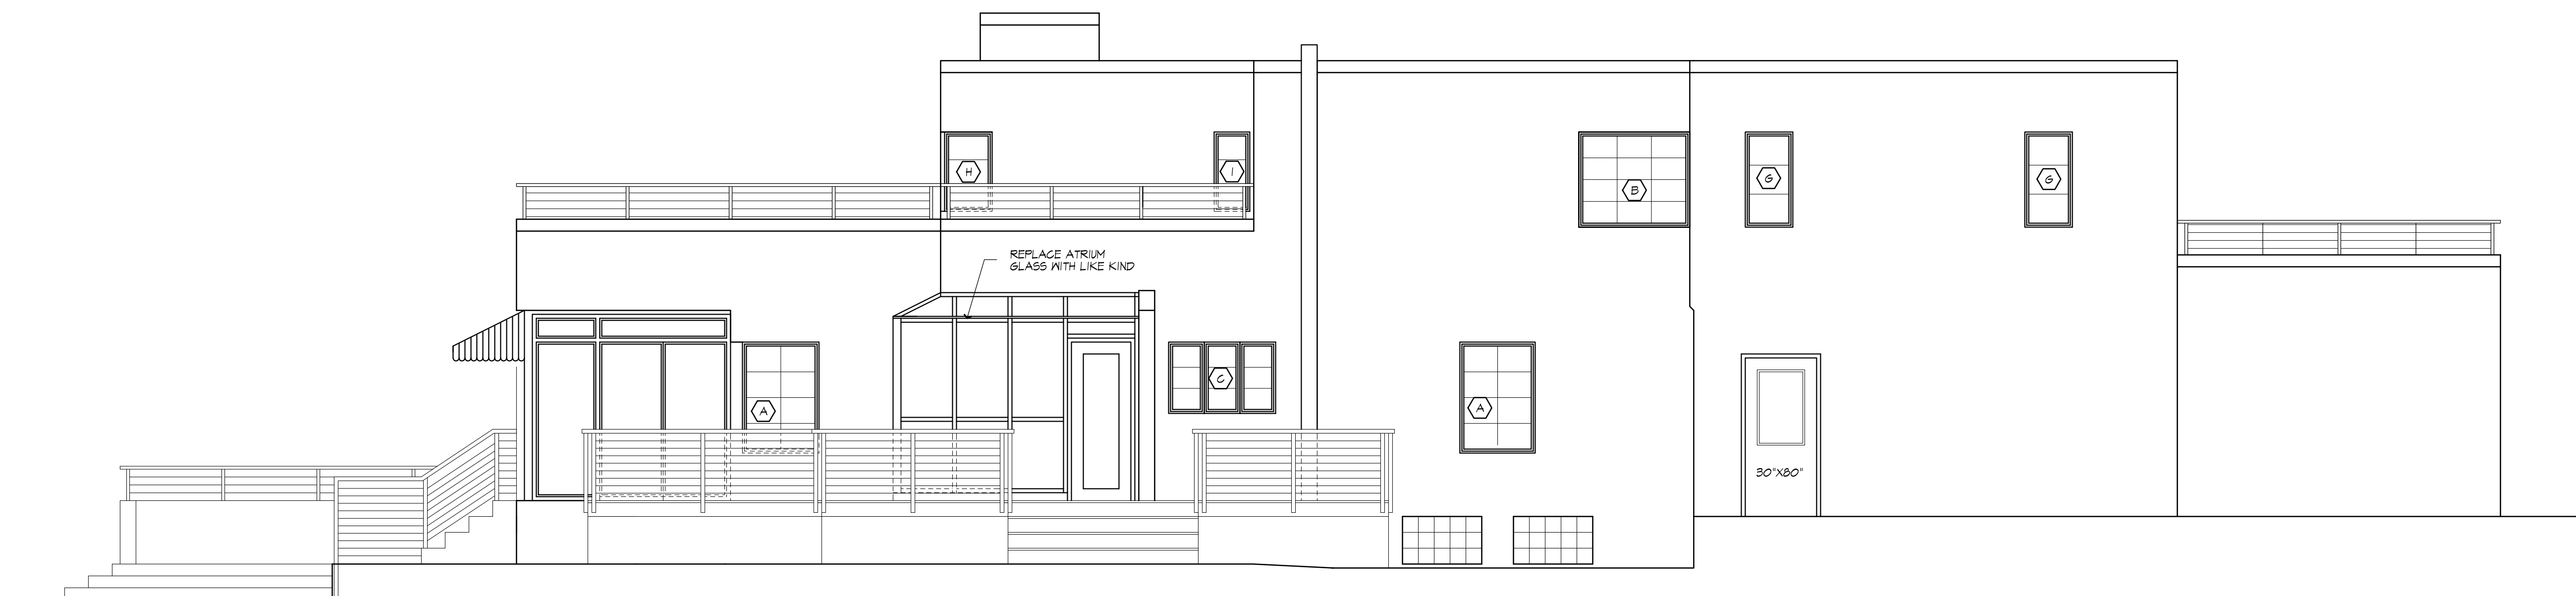 H
I
B
G
G
REPLACE ATRIUM
GLASS WITH LIKE KIND
C
A
A
30"X80"